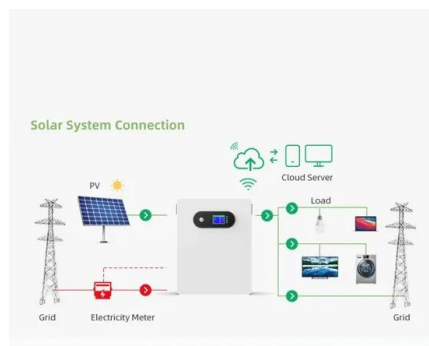 Solar System Connection
Cloud Server
PV
Load
Grid
Electricity Meter
Grid